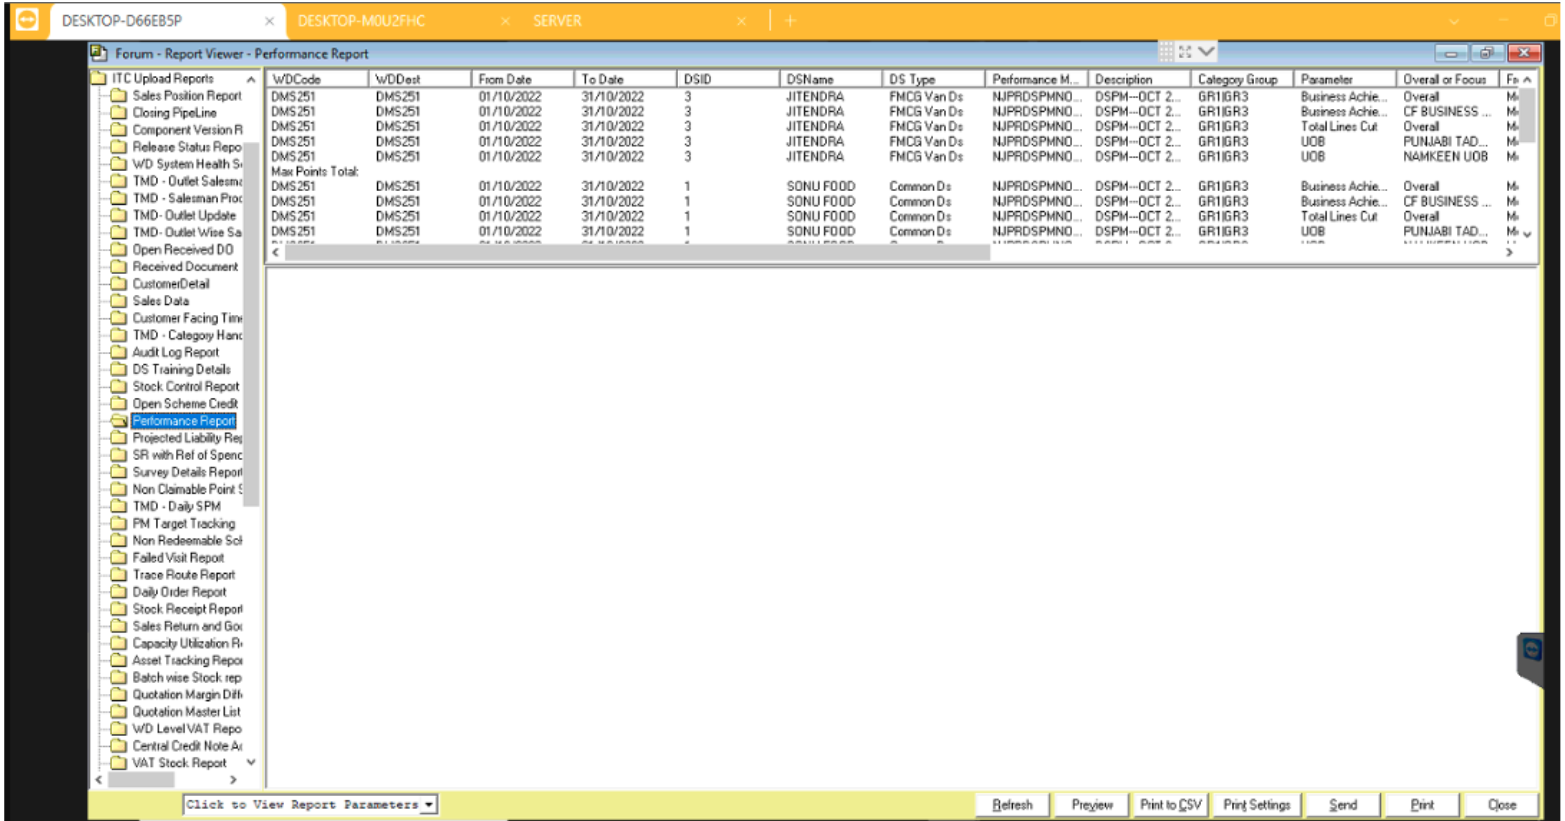 DESKTOP-D66EB5P × DESKTOP-M0U2FHC × SERVER × +
Forum - Report Viewer - Performance Report
ITC Upload Reports
Sales Position Report
Closing PipeLine
Component Version R
Release Status Repo
WD System Health S
TMD - Outlet Salesma
TMD - Salesman Proc
TMD- Outlet Update
TMD- Outlet Wise Sa
Open Received DO
Received Document
CustomerDetail
Sales Data
Customer Facing Time
TMD - Category Hand
Audit Log Report
DS Training Details
Stock Control Report
Open Scheme Credit
Performance Report
Projected Liability Rep
SR with Ref of Spenc
Survey Details Report
Non Claimable Point S
TMD - Daily SPM
PM Target Tracking
Non Redeemable Sch
Failed Visit Report
Trace Route Report
Daily Order Report
Stock Receipt Report
Sales Return and Goo
Capacity Utilization R
Asset Tracking Repor
Batch wise Stock rep
Quotation Margin Diff
Quotation Master List
WD Level VAT Repo
Central Credit Note A
VAT Stock Report
WDCode WDDest From Date To Date DSID DSName DS Type Performance M... Description Category Group Parameter Overall or Focus
DMS251 DMS251 01/10/2022 31/10/2022 3 JITENDRA FMCG Van Ds NJPRDSPMNO... DSPM---OCT 2... GR1|GR3 Business Achie... Overall
DMS251 DMS251 01/10/2022 31/10/2022 3 JITENDRA FMCG Van Ds NJPRDSPMNO... DSPM---OCT 2... GR1|GR3 Business Achie... CF BUSINESS ...
DMS251 DMS251 01/10/2022 31/10/2022 3 JITENDRA FMCG Van Ds NJPRDSPMNO... DSPM---OCT 2... GR1|GR3 Total Lines Cut Overall
DMS251 DMS251 01/10/2022 31/10/2022 3 JITENDRA FMCG Van Ds NJPRDSPMNO... DSPM---OCT 2... GR1|GR3 UOB PUNJABI TAD...
DMS251 DMS251 01/10/2022 31/10/2022 3 JITENDRA FMCG Van Ds NJPRDSPMNO... DSPM---OCT 2... GR1|GR3 UOB NAMKEEN UOB
Max Points Total:
DMS251 DMS251 01/10/2022 31/10/2022 1 SONU FOOD Common Ds NJPRDSPMNO... DSPM---OCT 2... GR1|GR3 Business Achie... Overall
DMS251 DMS251 01/10/2022 31/10/2022 1 SONU FOOD Common Ds NJPRDSPMNO... DSPM---OCT 2... GR1|GR3 Business Achie... CF BUSINESS ...
DMS251 DMS251 01/10/2022 31/10/2022 1 SONU FOOD Common Ds NJPRDSPMNO... DSPM---OCT 2... GR1|GR3 Total Lines Cut Overall
DMS251 DMS251 01/10/2022 31/10/2022 1 SONU FOOD Common Ds NJPRDSPMNO... DSPM---OCT 2... GR1|GR3 UOB PUNJABI TAD...
Click to View Report Parameters
Refresh Preview Print to CSV Print Settings Send Print Close